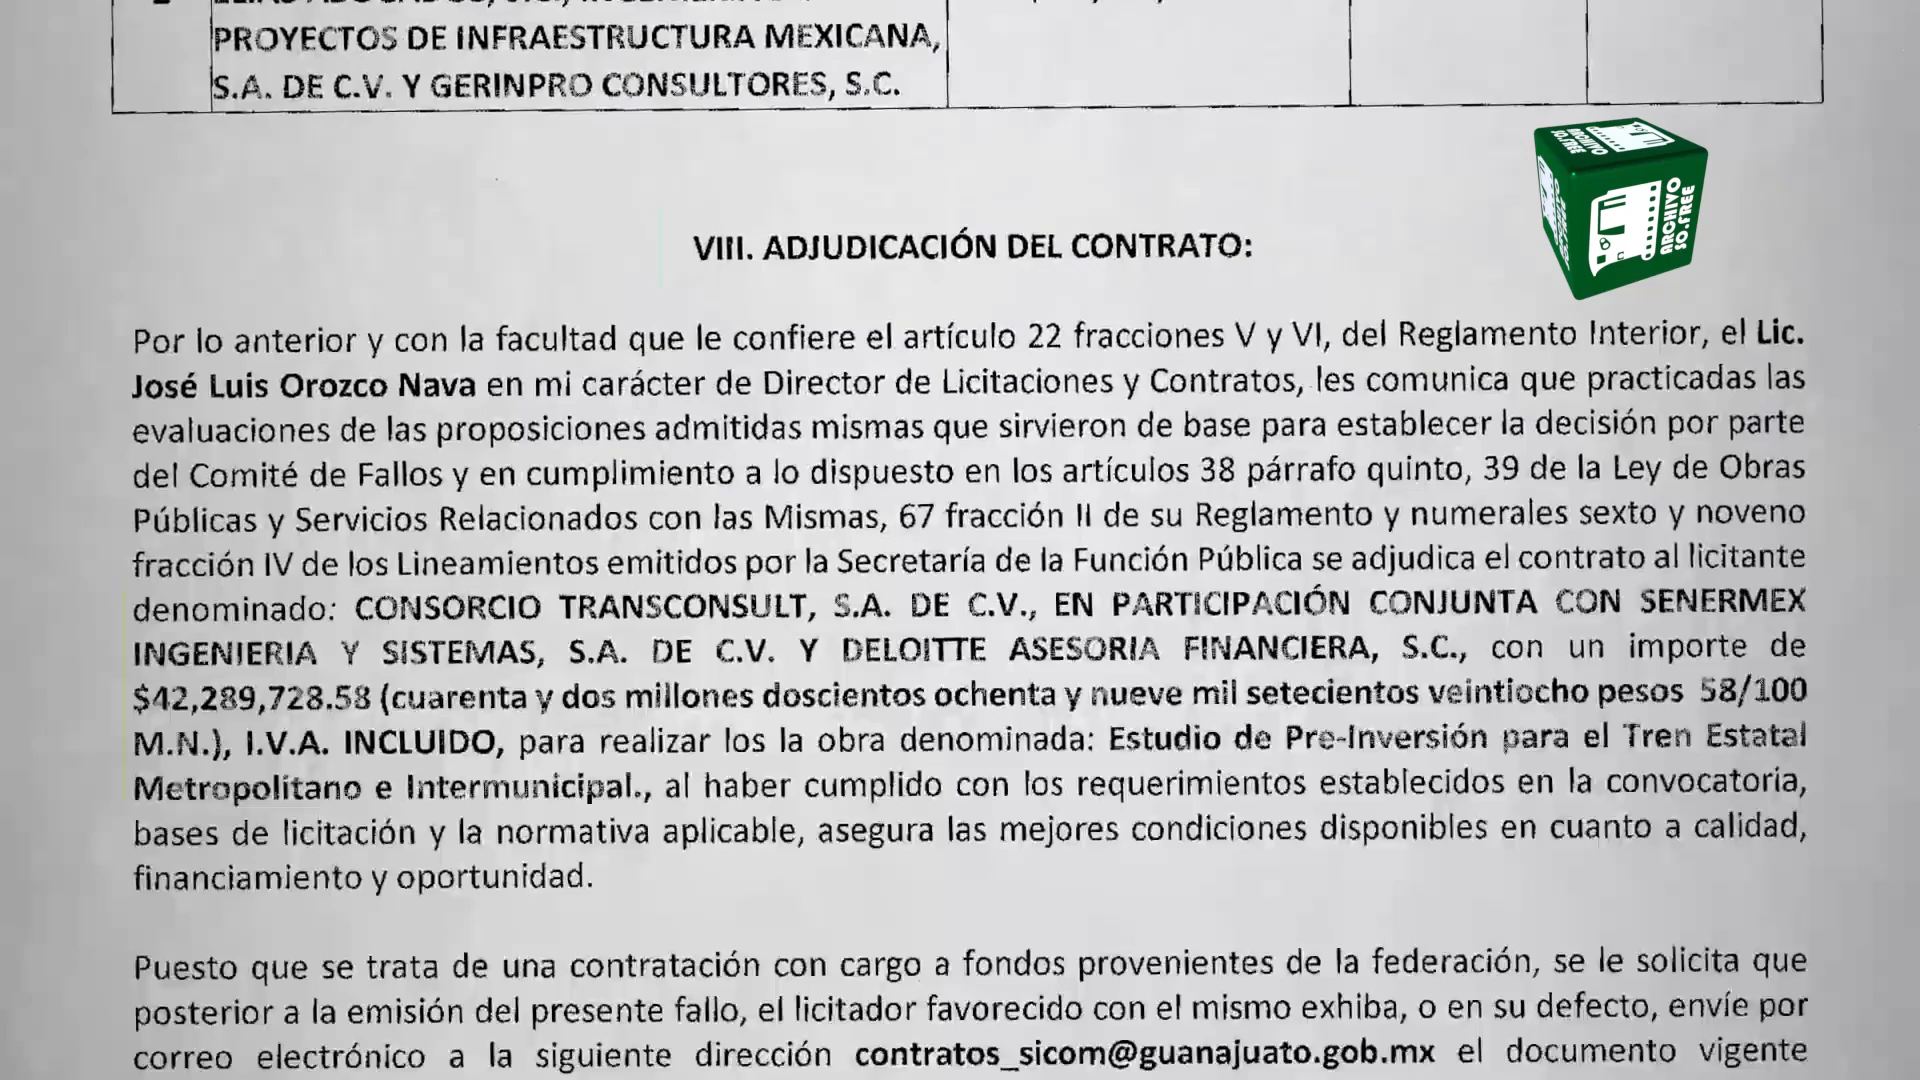 PROYECTOS DE INFRAESTRUCTURA MEXICANA,
S.A. DE C.V. Y GERINPRO CONSULTORES, S.C.
ARCHIVO
SO.FREE
ARCHIVO
SO.FREE
VIII. ADJUDICACIÓN DEL CONTRATO:
Por lo anterior y con la facultad que le confiere el artículo 22 fracciones V y VI, del Reglamento Interior, el Lic.
José Luis Orozco Nava en mi carácter de Director de Licitaciones y Contratos, les comunica que practicadas las
evaluaciones de las proposiciones admitidas mismas que sirvieron de base para establecer la decisión por parte
del Comité de Fallos y en cumplimiento a lo dispuesto en los artículos 38 párrafo quinto, 39 de la Ley de Obras
Públicas y Servicios Relacionados con las Mismas, 67 fracción II de su Reglamento y numerales sexto y noveno
fracción IV de los Lineamientos emitidos por la Secretaría de la Función Pública se adjudica el contrato al licitante
denominado: CONSORCIO TRANSCONSULT, S.A. DE C.V., EN PARTICIPACIÓN CONJUNTA CON SENERMEX
INGENIERIA Y SISTEMAS, S.A. DE C.V. Y DELOITTE ASESORIA FINANCIERA, S.C., con un importe de
$42,289,728.58 (cuarenta y dos millones doscientos ochenta y nueve mil setecientos veintiocho pesos 58/100
M.N.), I.V.A. INCLUIDO, para realizar los la obra denominada: Estudio de Pre-Inversión para el Tren Estatal
Metropolitano e Intermunicipal., al haber cumplido con los requerimientos establecidos en la convocatoria,
bases de licitación y la normativa aplicable, asegura las mejores condiciones disponibles en cuanto a calidad,
financiamiento y oportunidad.
Puesto que se trata de una contratación con cargo a fondos provenientes de la federación, se le solicita que
posterior a la emisión del presente fallo, el licitador favorecido con el mismo exhiba, o en su defecto, envíe por
correo electrónico a la siguiente dirección contratos_sicom@guanajuato.gob.mx el documento vigente